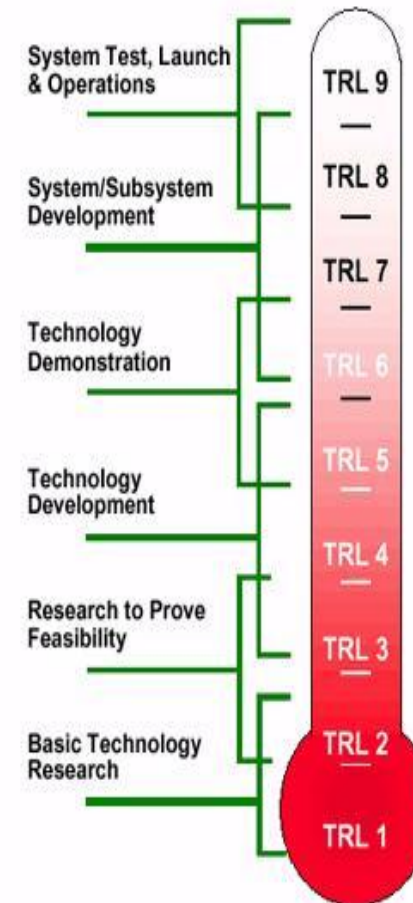 System Test, Launch
& Operations
System/Subsystem
Development
Technology
Demonstration
Technology
Development
Research to Prove
Feasibility
Basic Technology
Research
TRL 9
TRL 8
TRL 7
TRL 6
TRL 5
TRL 4
TRL 3
TRL 2
TRL 1